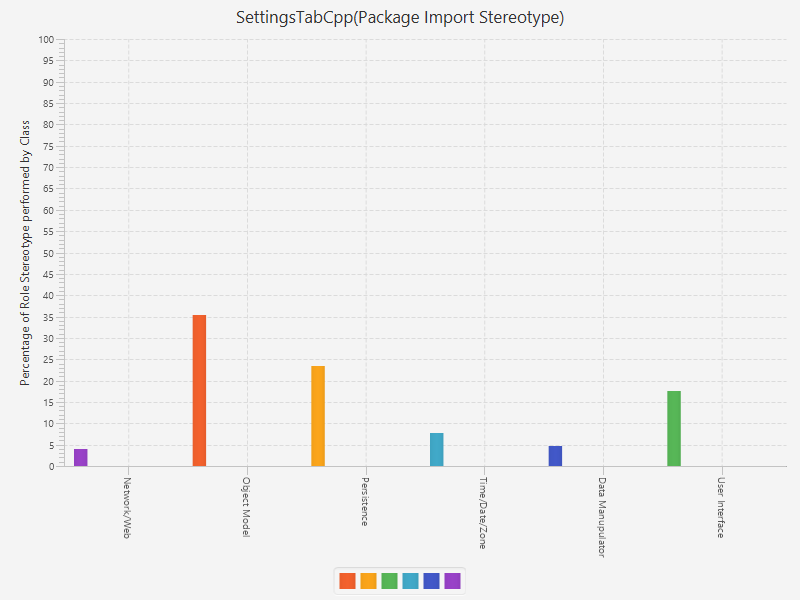 SettingsTabCpp(Package Import Stereotype)
Percentage of Role Stereotype performed by Class
100
95
90
85
80
75
70
65
60
55
50
45
40
35
30
25
20
15
10
5
0
Network/Web
Object Model
Persistence
Time/Date/Zone
Data Manupulator
User Interface